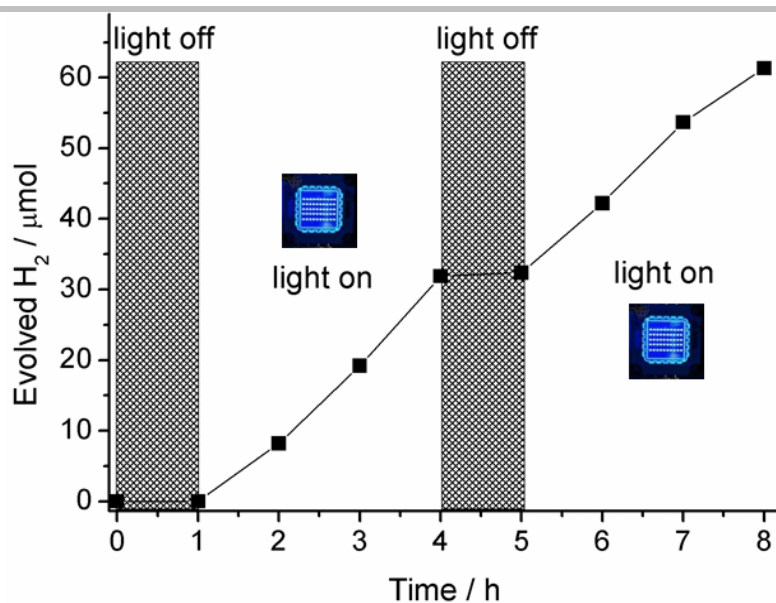 light off
light off
60
50
40
30
20
10
0
Evolved H₂ / μmol
light on
light on
0 1 2 3 4 5 6 7 8
Time / h